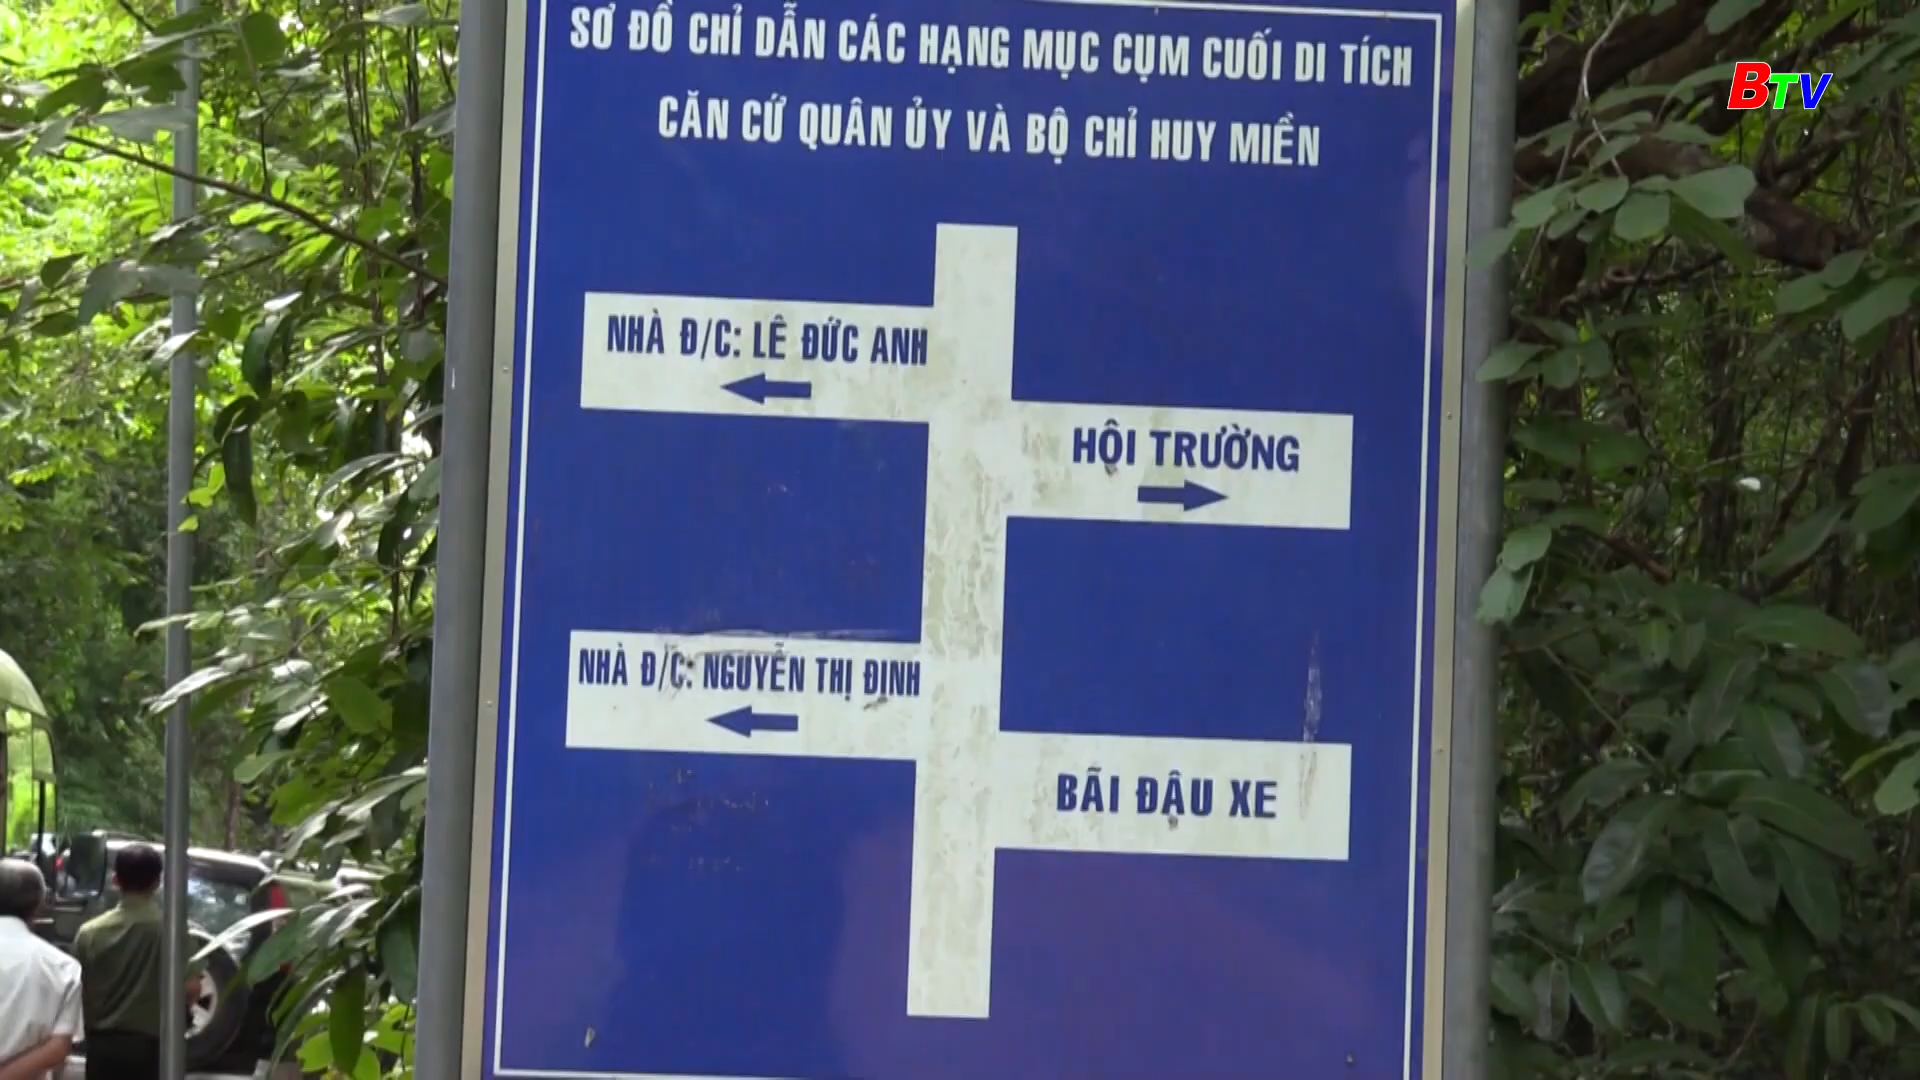 SƠ ĐỒ CHỈ DẪN CÁC HẠNG MỤC CỤM CUỐI DI TÍCH
CĂN CỨ QUÂN ỦY VÀ BỘ CHỈ HUY MIỀN
BTV
NHÀ Đ/C: LÊ ĐỨC ANH
HỘI TRƯỜNG
NHÀ Đ/C: NGUYỄN THỊ ĐỊNH
BÃI ĐẬU XE